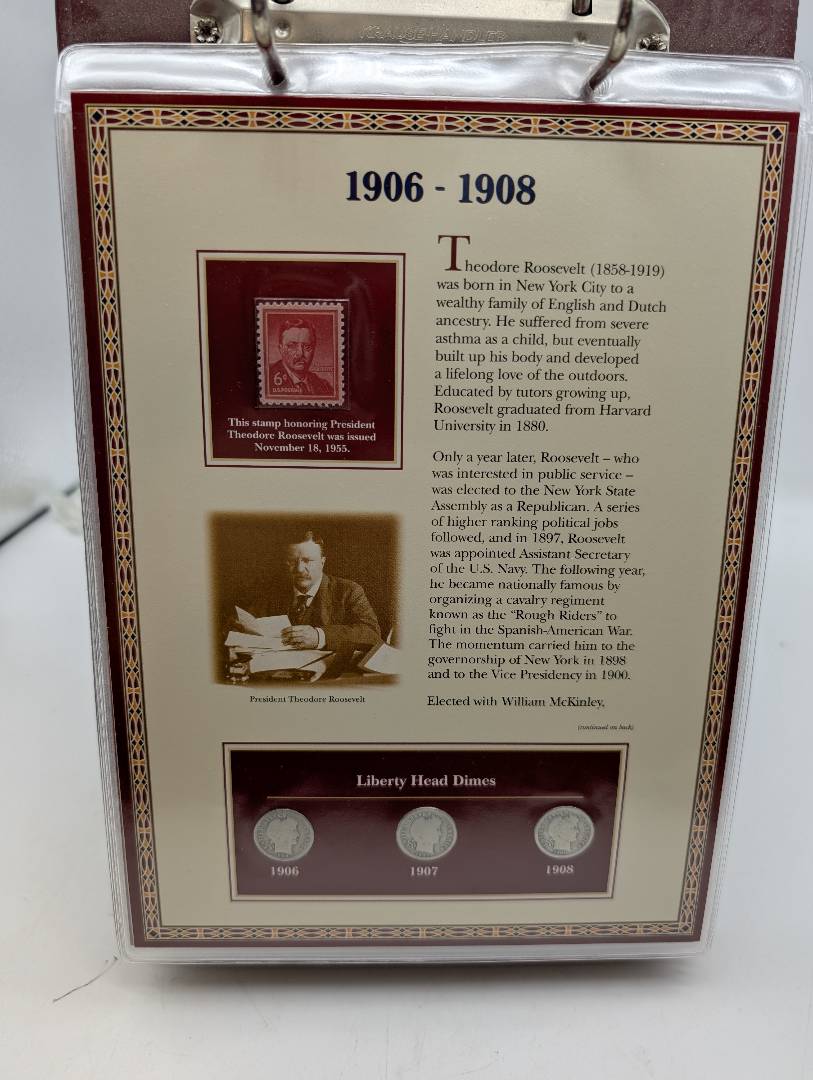 KRAUSE HANDLER
1906 - 1908
Theodore Roosevelt (1858-1919)
was born in New York City to a
wealthy family of English and Dutch
ancestry. He suffered from severe
asthma as a child, but eventually
built up his body and developed
a lifelong love of the outdoors.
Educated by tutors growing up,
Roosevelt graduated from Harvard
University in 1880.
Only a year later, Roosevelt – who
was interested in public service –
was elected to the New York State
Assembly as a Republican. A series
of higher ranking political jobs
followed, and in 1897, Roosevelt
was appointed Assistant Secretary
of the U.S. Navy. The following year,
he became nationally famous by
organizing a cavalry regiment
known as the “Rough Riders” to
fight in the Spanish-American War.
The momentum carried him to the
governorship of New York in 1898
and to the Vice Presidency in 1900.
Elected with William McKinley,
(continued on back)
6¢
U.S. POSTAGE
This stamp honoring President
Theodore Roosevelt was issued
November 18, 1955.
President Theodore Roosevelt
Liberty Head Dimes
1906
1907
1908